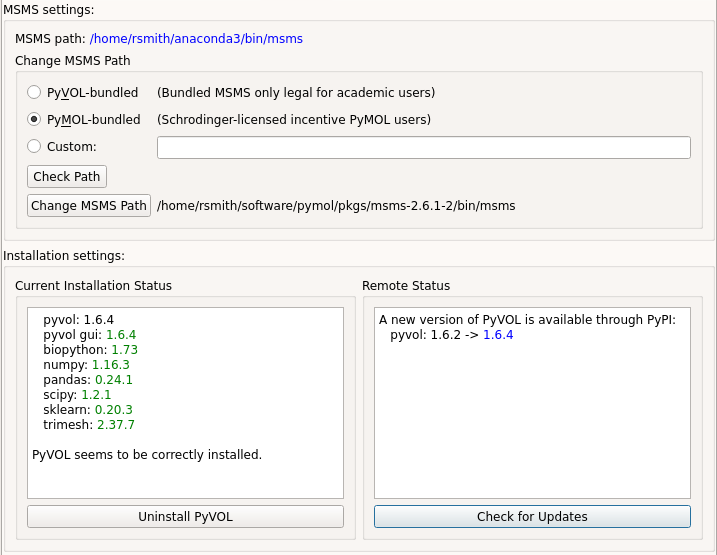 MSMS settings:
MSMS path: /home/rsmith/anaconda3/bin/msms
Change MSMS Path
PyVOL-bundled (Bundled MSMS only legal for academic users)
PyMOL-bundled (Schrodinger-licensed incentive PyMOL users)
Custom:
Check Path
Change MSMS Path /home/rsmith/software/pymol/pkgs/msms-2.6.1-2/bin/msms
Installation settings:
Current Installation Status
pyvol: 1.6.4
pyvol gui: 1.6.4
biopython: 1.73
numpy: 1.16.3
pandas: 0.24.1
scipy: 1.2.1
sklearn: 0.20.3
trimesh: 2.37.7
PyVOL seems to be correctly installed.
Uninstall PyVOL
Remote Status
A new version of PyVOL is available through PyPI:
pyvol: 1.6.2 -> 1.6.4
Check for Updates